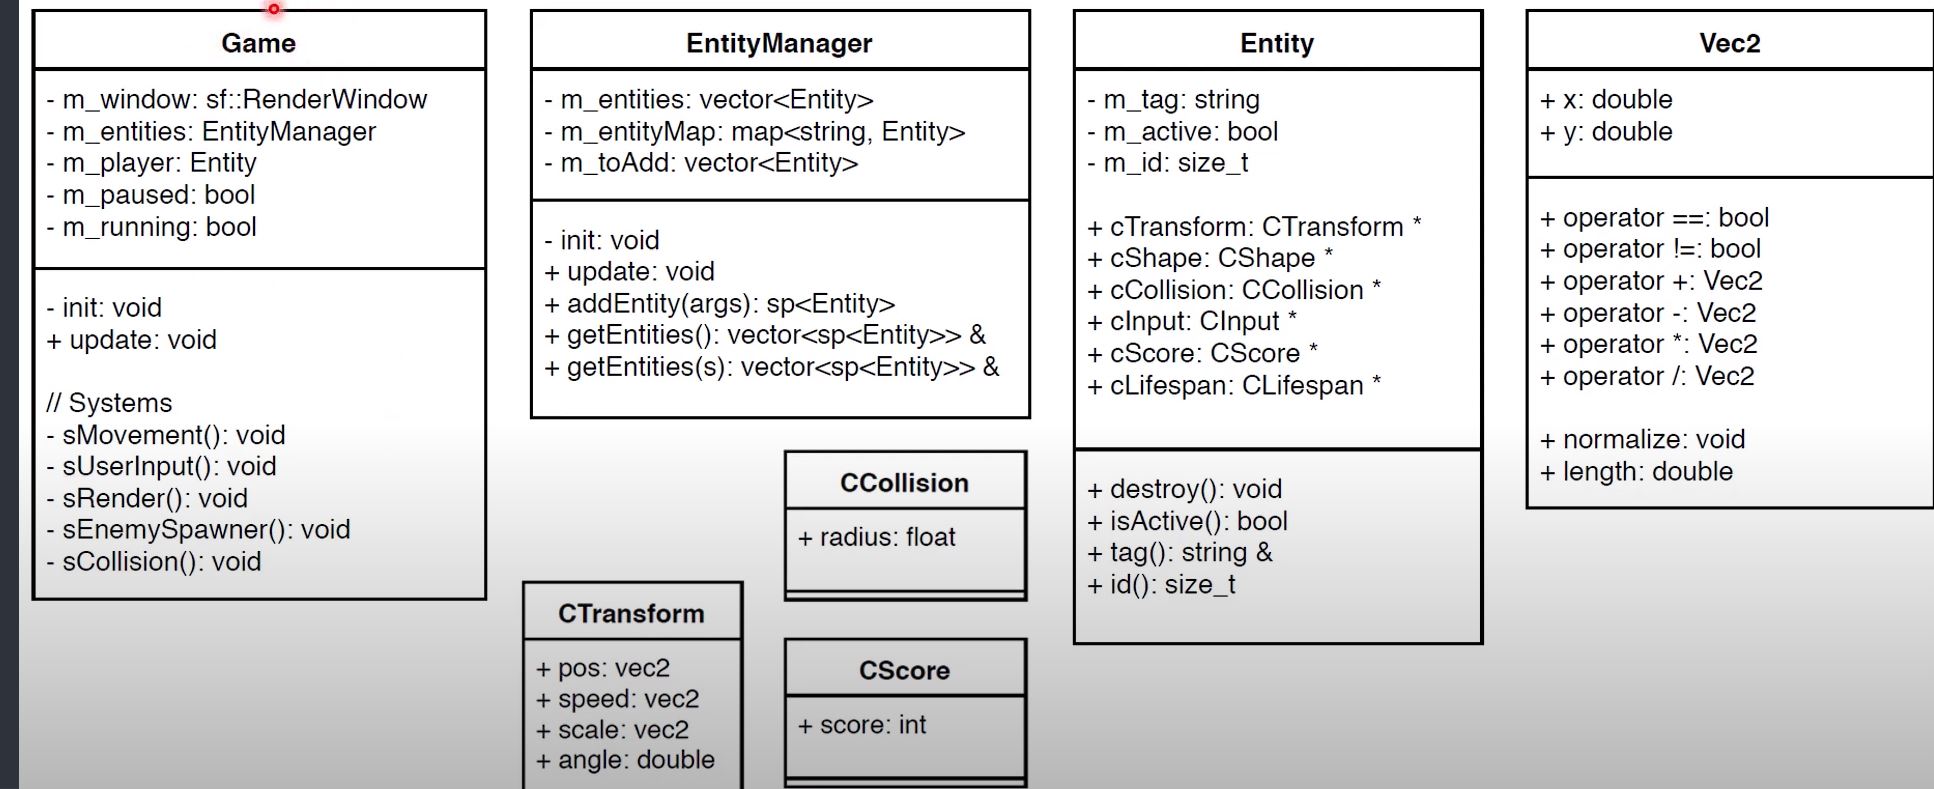 Game
- m_window: sf::RenderWindow
- m_entities: EntityManager
- m_player: Entity
- m_paused: bool
- m_running: bool
- init: void
+ update: void
// Systems
- sMovement(): void
- sUserInput(): void
- sRender(): void
- sEnemySpawner(): void
- sCollision(): void
EntityManager
- m_entities: vector<Entity>
- m_entityMap: map<string, Entity>
- m_toAdd: vector<Entity>
- init: void
+ update: void
+ addEntity(args): sp<Entity>
+ getEntities(): vector<sp<Entity>> &
+ getEntities(s): vector<sp<Entity>> &
CTransform
+ pos: vec2
+ speed: vec2
+ scale: vec2
+ angle: double
CCollision
+ radius: float
CScore
+ score: int
Entity
- m_tag: string
- m_active: bool
- m_id: size_t
+ cTransform: CTransform *
+ cShape: CShape *
+ cCollision: CCollision *
+ cInput: CInput *
+ cScore: CScore *
+ cLifespan: CLifespan *
+ destroy(): void
+ isActive(): bool
+ tag(): string &
+ id(): size_t
Vec2
+ x: double
+ y: double
+ operator ==: bool
+ operator !=: bool
+ operator +: Vec2
+ operator -: Vec2
+ operator *: Vec2
+ operator /: Vec2
+ normalize: void
+ length: double